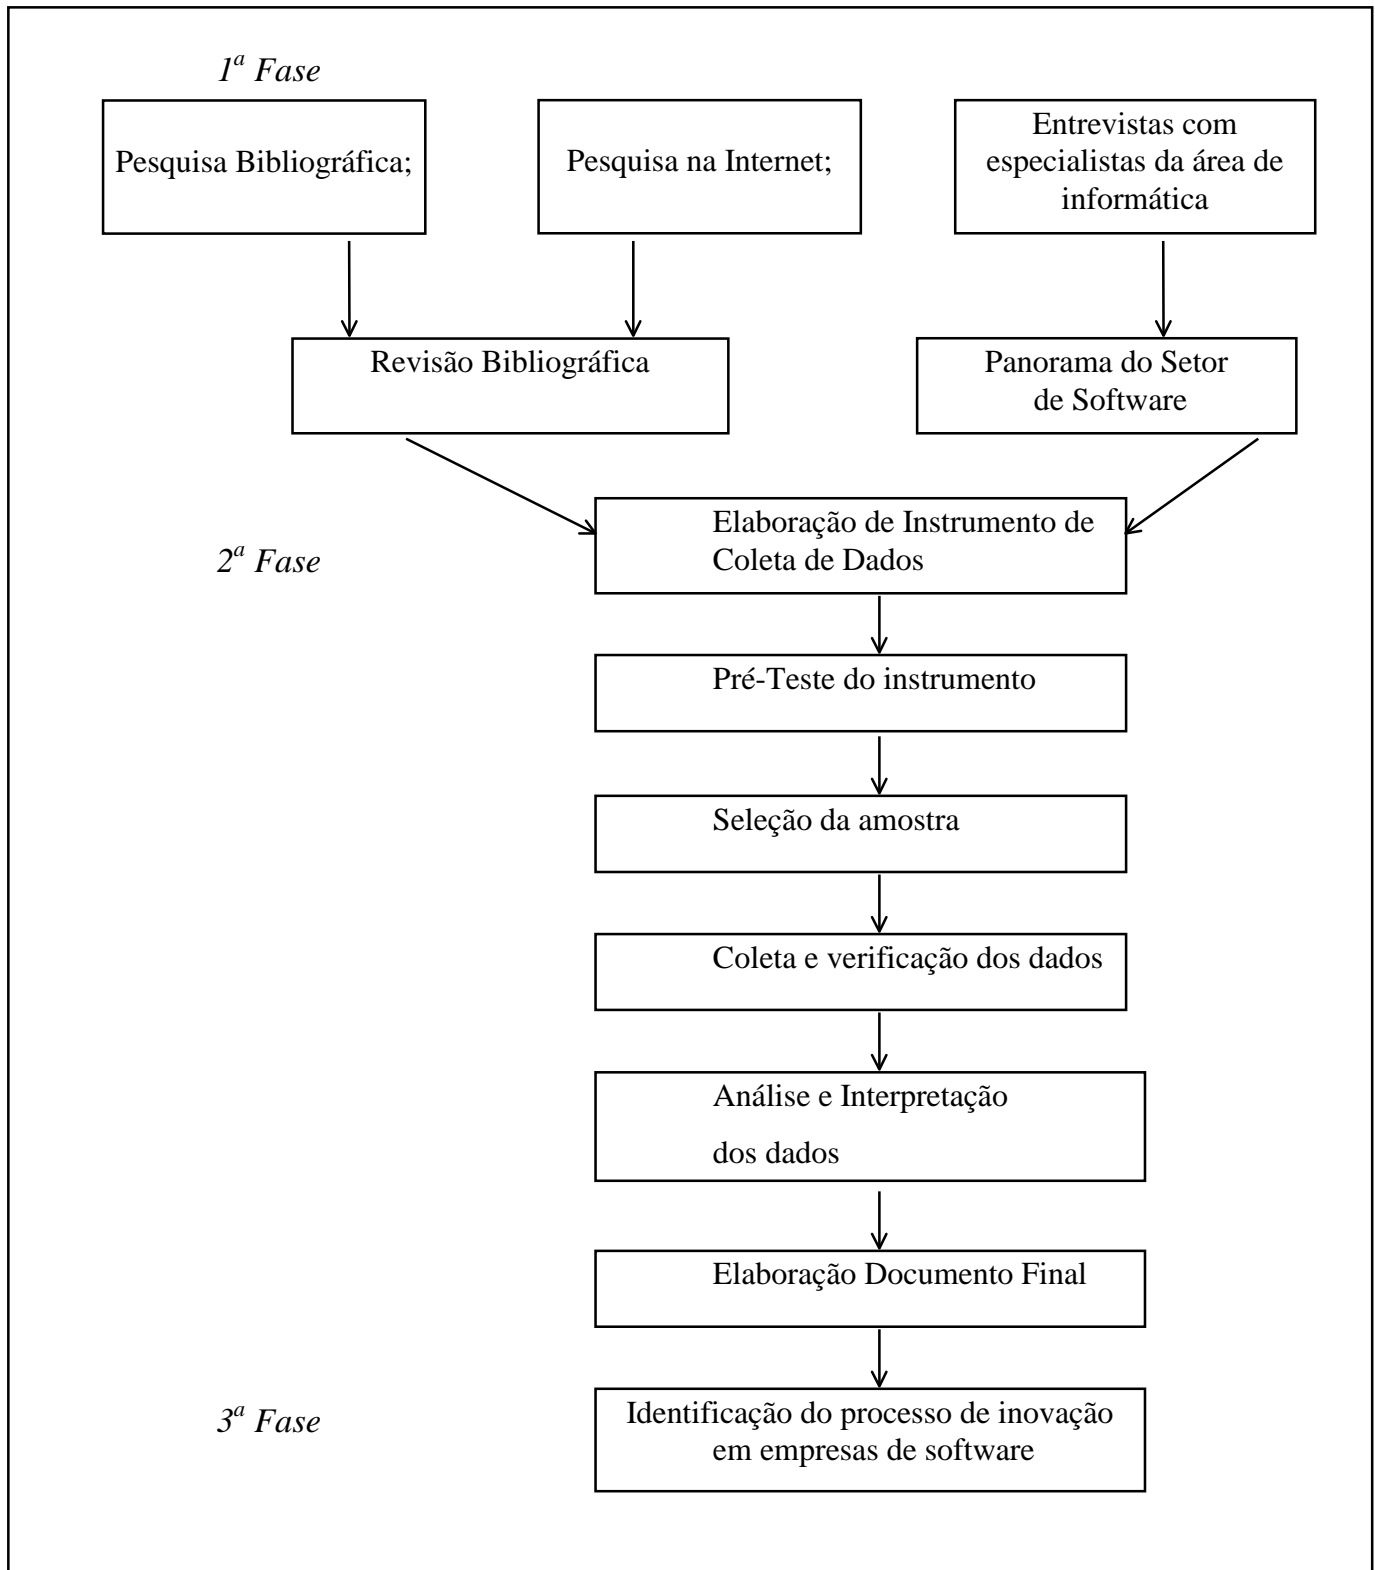 1ª Fase
Pesquisa Bibliográfica;
Pesquisa na Internet;
Entrevistas com
especialistas da área de
informática
Revisão Bibliográfica
Panorama do Setor
de Software
Elaboração de Instrumento de
Coleta de Dados
2ª Fase
Pré-Teste do instrumento
Seleção da amostra
Coleta e verificação dos dados
Análise e Interpretação
dos dados
Elaboração Documento Final
3ª Fase
Identificação do processo de inovação
em empresas de software